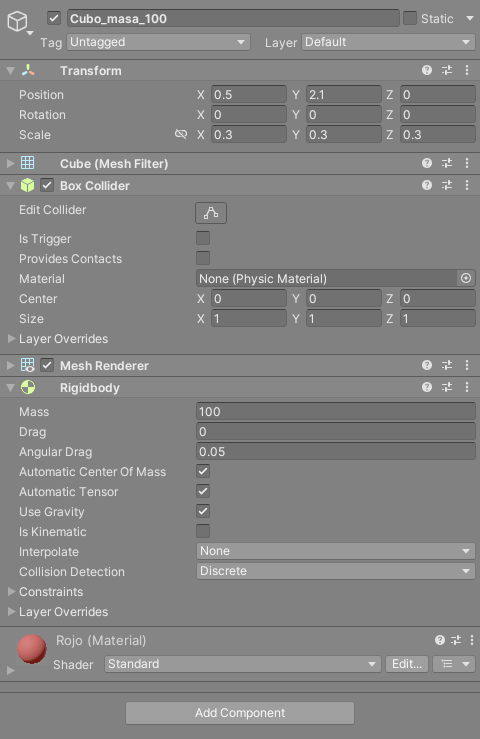 Cubo_masa_100 Static
Tag Untagged Layer Default
Transform
Position X 0.5 Y 2.1 Z 0
Rotation X 0 Y 0 Z 0
Scale X 0.3 Y 0.3 Z 0.3
Cube (Mesh Filter)
Box Collider
Edit Collider
Is Trigger
Provides Contacts
Material None (Physic Material)
Center X 0 Y 0 Z 0
Size X 1 Y 1 Z 1
Layer Overrides
Mesh Renderer
Rigidbody
Mass 100
Drag 0
Angular Drag 0.05
Automatic Center Of Mass
Automatic Tensor
Use Gravity
Is Kinematic
Interpolate None
Collision Detection Discrete
Constraints
Layer Overrides
Rojo (Material)
Shader Standard Edit...
Add Component